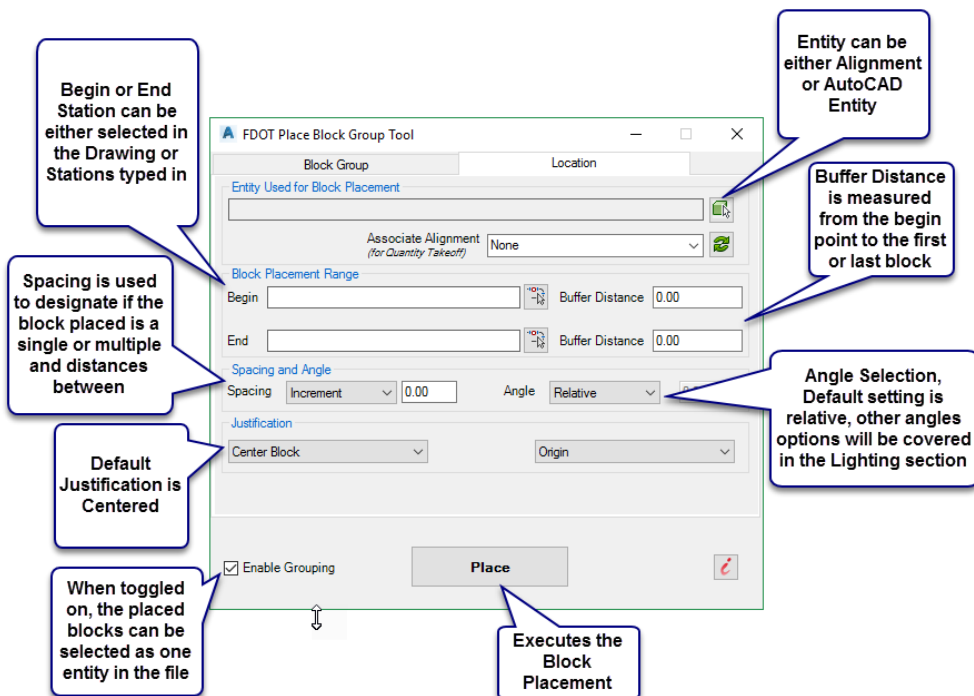 Begin or End
Station can be
either selected in
the Drawing or
Stations typed in
Entity can be
either Alignment
or AutoCAD
Entity
FDOT Place Block Group Tool
Block Group
Location
Entity Used for Block Placement
Associate Alignment
(for Quantity Takeoff)
None
Buffer Distance
is measured
from the begin
point to the first
or last block
Block Placement Range
Begin
Buffer Distance 0.00
End
Buffer Distance 0.00
Spacing is used
to designate if the
block placed is a
single or multiple
and distances
between
Spacing and Angle
Spacing Increment 0.00 Angle Relative
Angle Selection,
Default setting is
relative, other angles
options will be covered
in the Lighting section
Justification
Center Block
Origin
Default
Justification is
Centered
Enable Grouping
Place
i
When toggled
on, the placed
blocks can be
selected as one
entity in the file
Executes the
Block
Placement